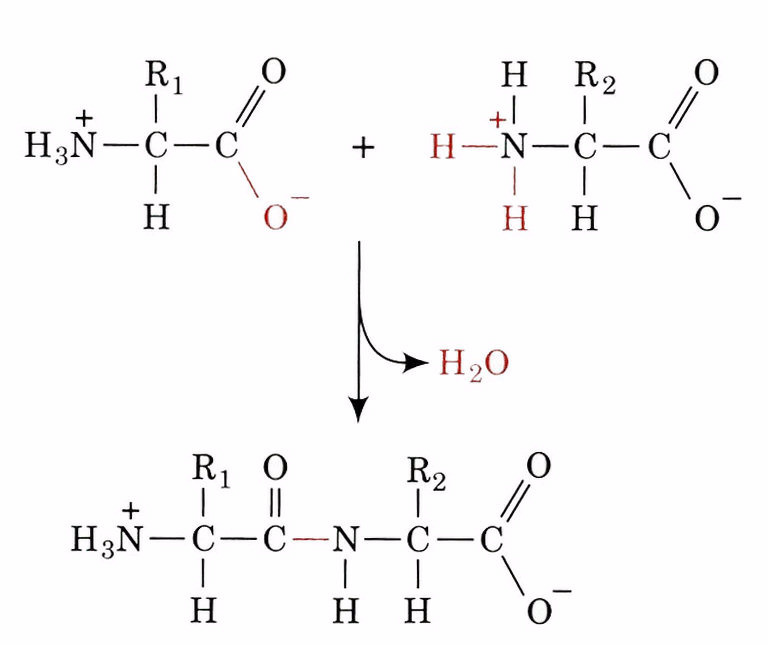 R₁ O H R₂ O
H₃N⁺ — C — C + H — N⁺ — C — C
H O⁻ H H O⁻
H₂O
R₁ O R₂ O
H₃N⁺ — C — C — N — C — C
H H H O⁻